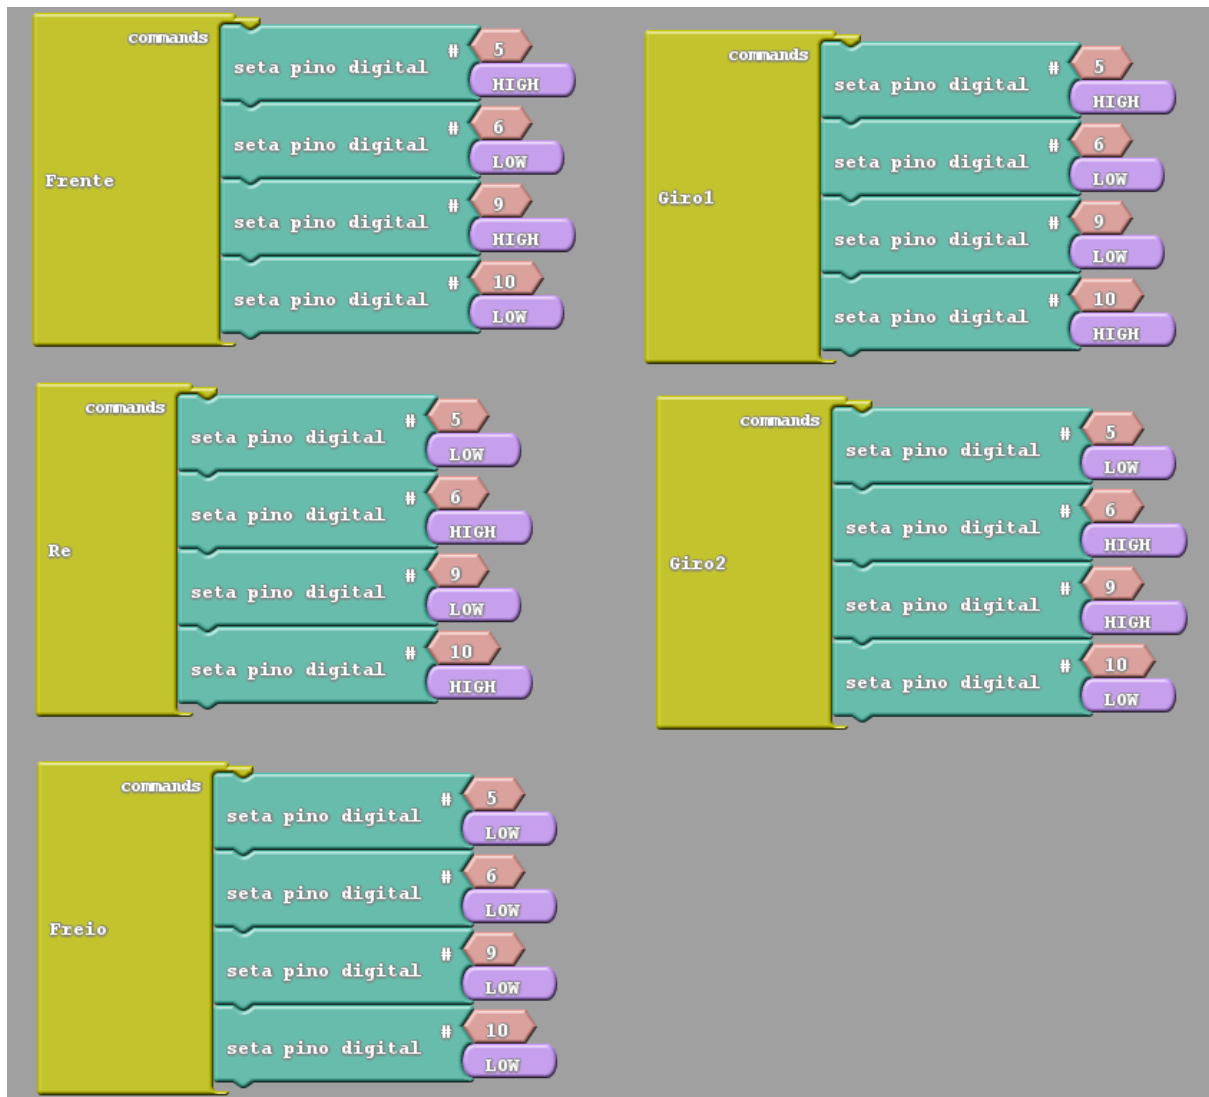 commands
Frente
seta pino digital # 5
HIGH
seta pino digital # 6
LOW
seta pino digital # 9
HIGH
seta pino digital # 10
LOW
commands
Giro1
seta pino digital # 5
HIGH
seta pino digital # 6
LOW
seta pino digital # 9
LOW
seta pino digital # 10
HIGH
commands
Re
seta pino digital # 5
LOW
seta pino digital # 6
HIGH
seta pino digital # 9
LOW
seta pino digital # 10
HIGH
commands
Giro2
seta pino digital # 5
LOW
seta pino digital # 6
HIGH
seta pino digital # 9
HIGH
seta pino digital # 10
LOW
commands
Freio
seta pino digital # 5
LOW
seta pino digital # 6
LOW
seta pino digital # 9
LOW
seta pino digital # 10
LOW